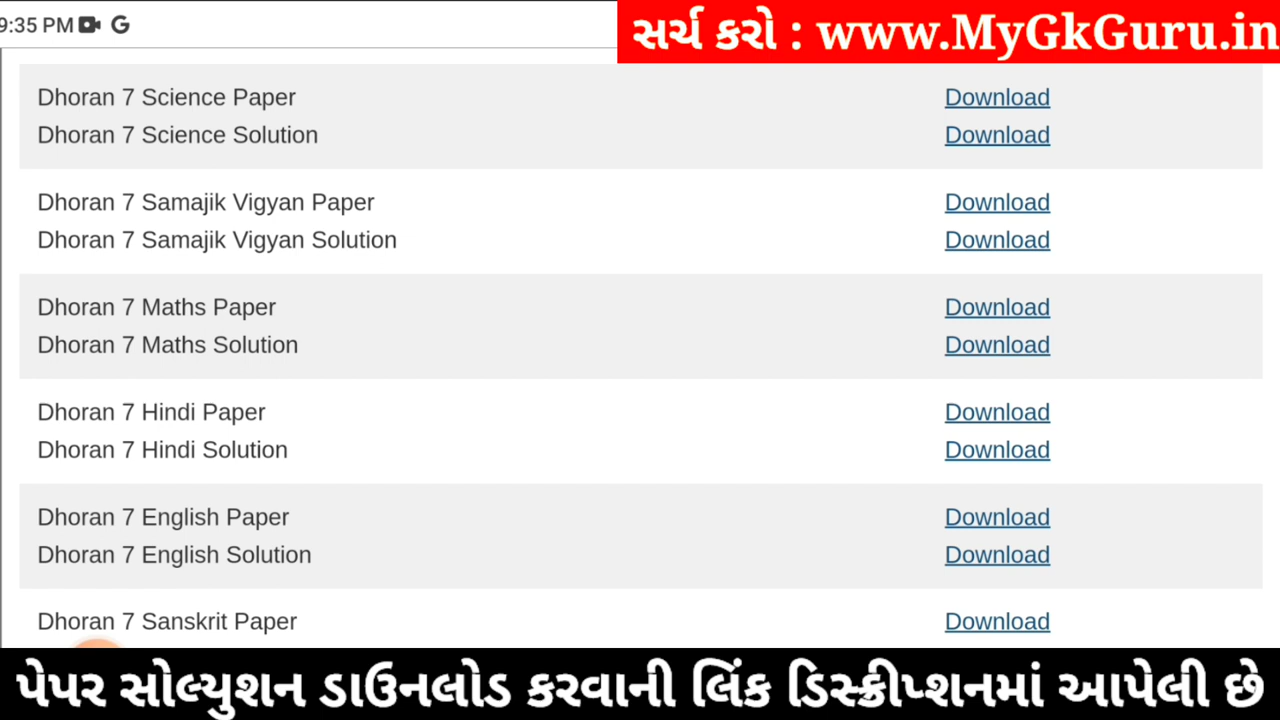 9:35 PM
સર્ચ કરો : www.MyGkGuru.in
Dhoran 7 Science Paper Download
Dhoran 7 Science Solution Download
Dhoran 7 Samajik Vigyan Paper Download
Dhoran 7 Samajik Vigyan Solution Download
Dhoran 7 Maths Paper Download
Dhoran 7 Maths Solution Download
Dhoran 7 Hindi Paper Download
Dhoran 7 Hindi Solution Download
Dhoran 7 English Paper Download
Dhoran 7 English Solution Download
Dhoran 7 Sanskrit Paper Download
પેપર સોલ્યુશન ડાઉનલોડ કરવાની લિંક ડિસ્ક્રીપ્શનમાં આપેલી છે